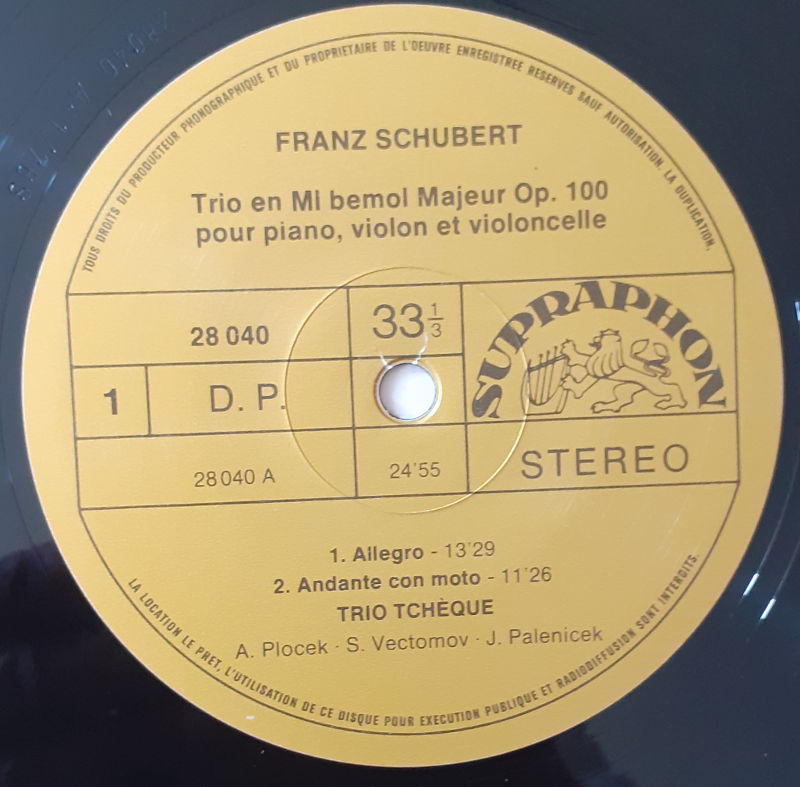 TOUS DROITS DU PRODUCTEUR PHONOGRAPHIQUE ET DU PROPRIETAIRE DE L'OEUVRE ENREGISTREE RESERVES SAUF AUTORISATION. LA DUPLICATION.
FRANZ SCHUBERT
Trio en MI bemol Majeur Op. 100
pour piano, violon et violoncelle
28 040
33 1/3
SUPRAPHON
1
D. P.
28 040 A
24'55
STEREO
1. Allegro - 13'29
2. Andante con moto - 11'26
TRIO TCHÈQUE
A. Plocek · S. Vectomov · J. Palenicek
LA LOCATION LE PRET, L'UTILISATION DE CE DISQUE POUR EXECUTION PUBLIQUE ET RADIODIFFUSION SONT INTERDITS.